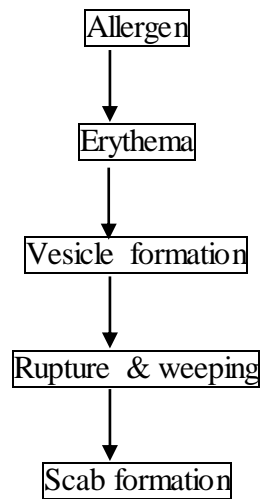 Allergen
Erythema
Vesicle formation
Rupture & weeping
Scab formation